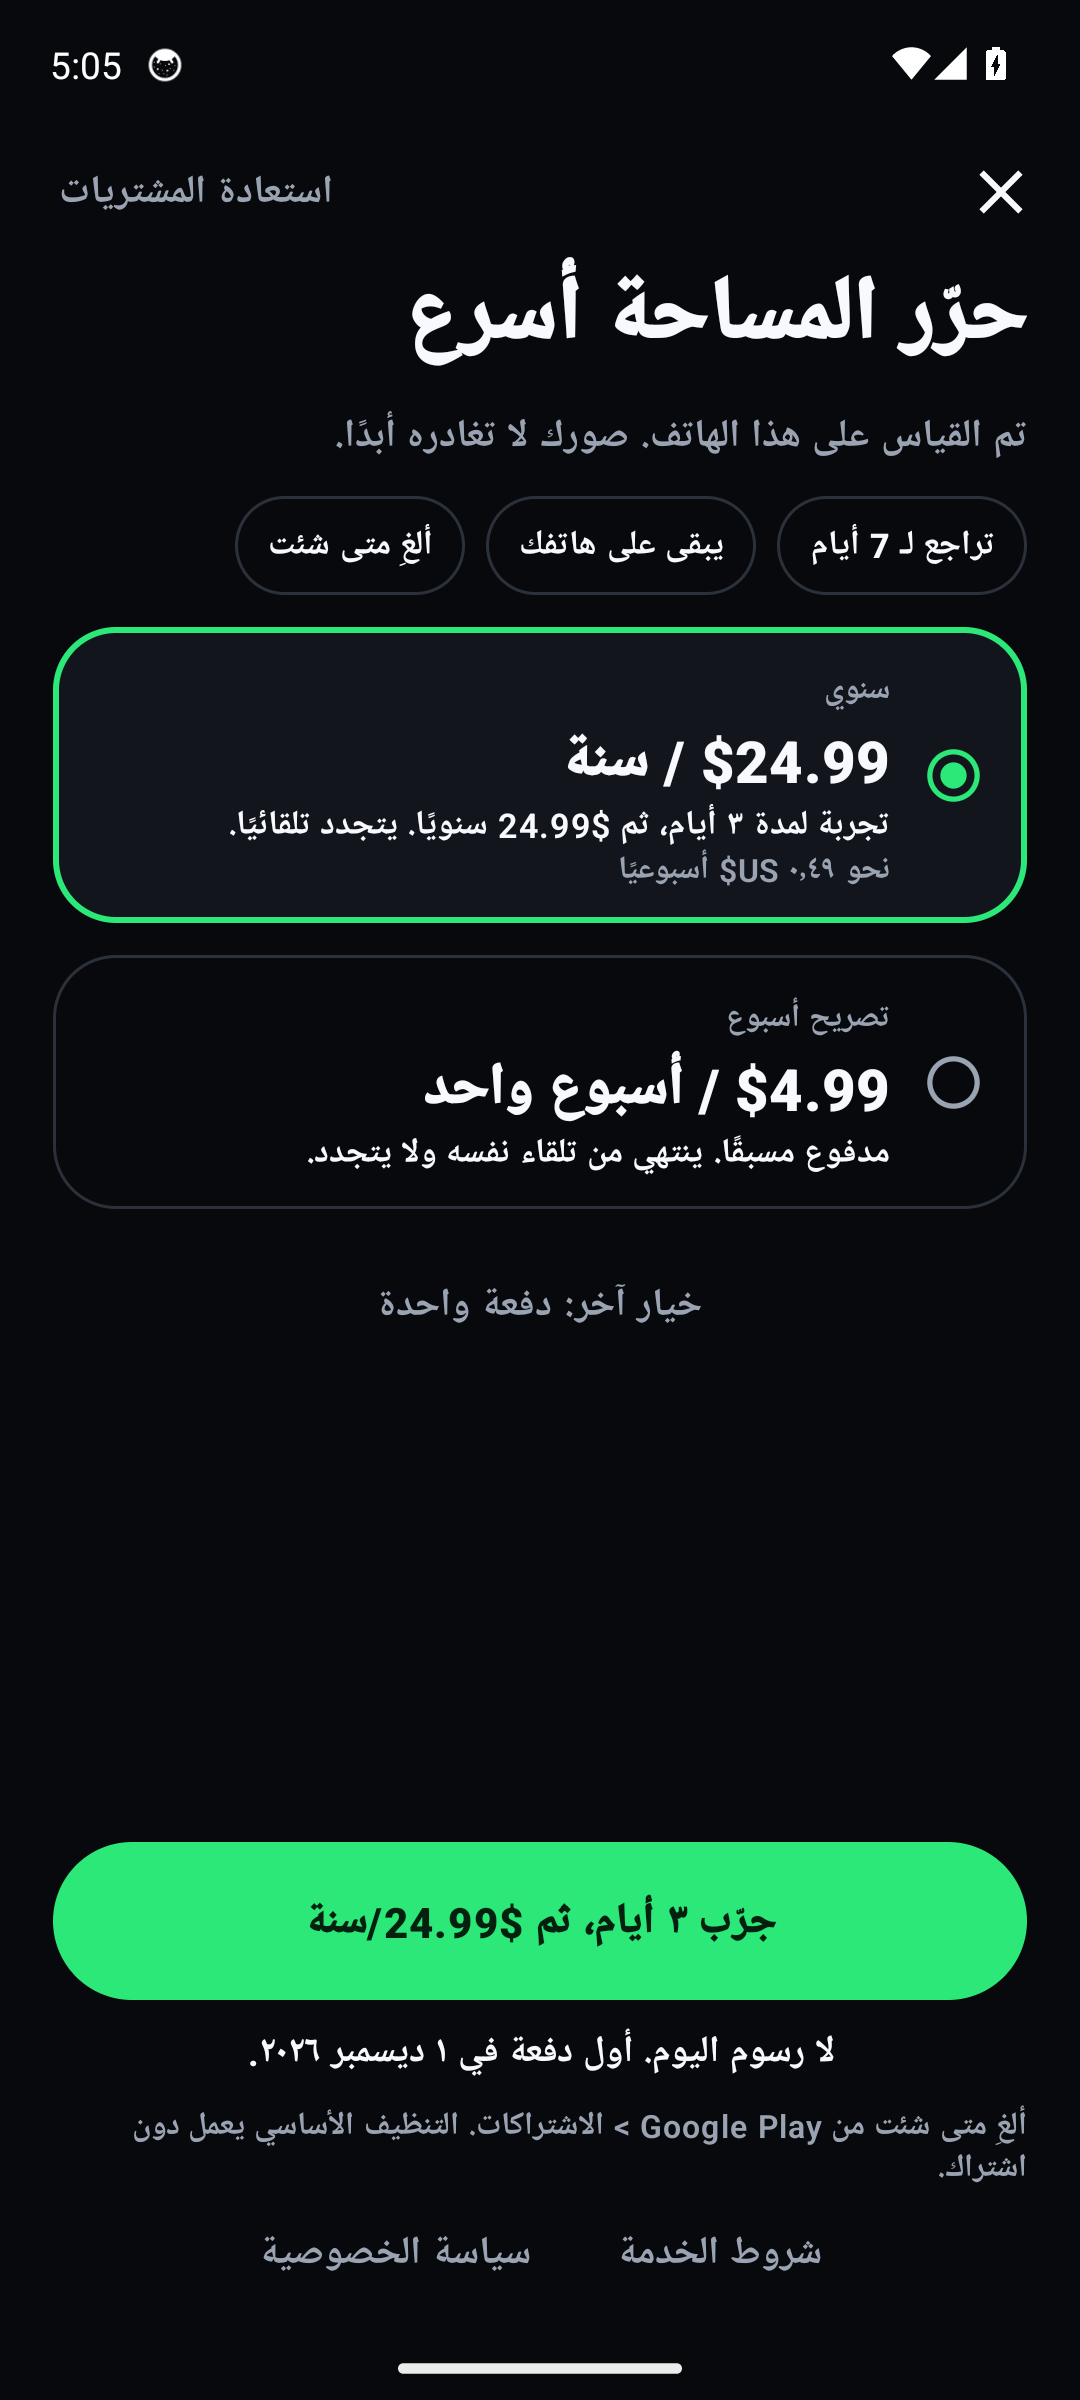 5:05
استعادة المشتريات
حرّر المساحة أسرع
تم القياس على هذا الهاتف. صورك لا تغادره أبدًا.
تراجع لـ 7 أيام
يبقى على هاتفك
ألغِ متى شئت
سنوي
$24.99 / سنة
تجربة لمدة ٣ أيام، ثم $24.99 سنويًا. يتجدد تلقائيًا.
نحو ٠٫٤٩ US$ أسبوعيًا
تصريح أسبوع
$4.99 / أسبوع واحد
مدفوع مسبقًا. ينتهي من تلقاء نفسه ولا يتجدد.
خيار آخر: دفعة واحدة
جرّب ٣ أيام، ثم $24.99/سنة
لا رسوم اليوم. أول دفعة في ١ ديسمبر ٢٠٢٦.
ألغِ متى شئت من Google Play > الاشتراكات. التنظيف الأساسي يعمل دون
اشتراك.
شروط الخدمة
سياسة الخصوصية